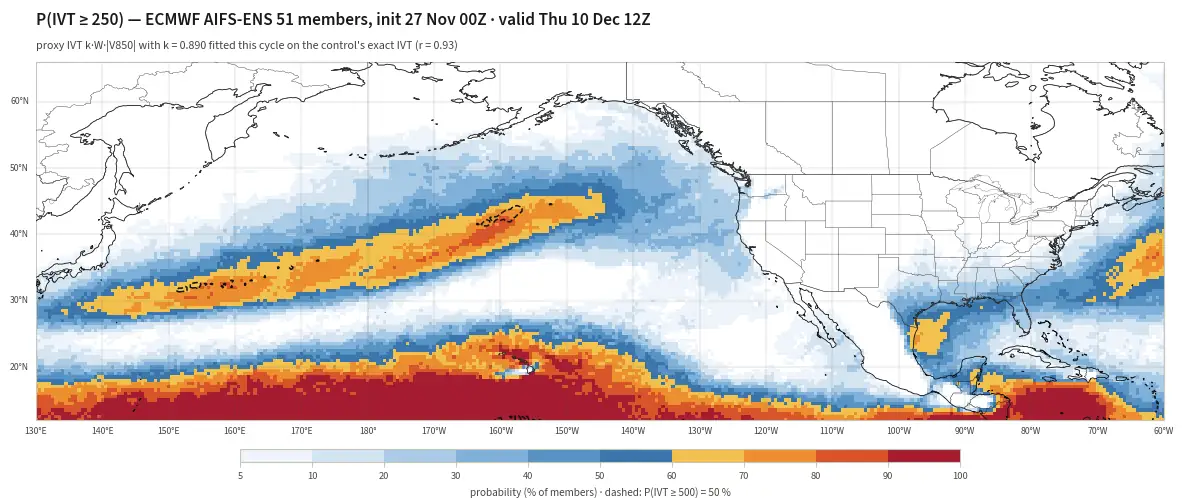 P(IVT ≥ 250) — ECMWF AIFS-ENS 51 members, init 27 Nov 00Z · valid Thu 10 Dec 12Z
proxy IVT k·W·|V850| with k = 0.890 fitted this cycle on the control's exact IVT (r = 0.93)
60°N
50°N
40°N
30°N
20°N
130°E 140°E 150°E 160°E 170°E 180° 170°W 160°W 150°W 140°W 130°W 120°W 110°W 100°W 90°W 80°W 70°W 60°W
5 10 20 30 40 50 60 70 80 90 100
probability (% of members) · dashed: P(IVT ≥ 500) = 50 %